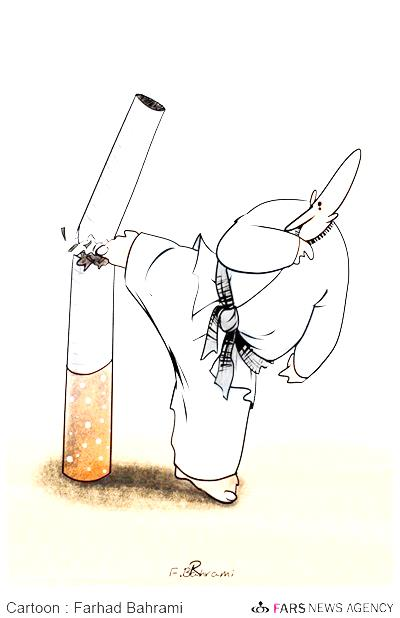 F. Bahrami
Cartoon : Farhad Bahrami
FARS NEWS AGENCY